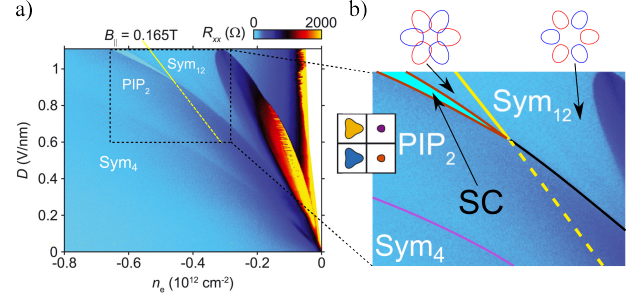 a)
B|| = 0.165T
Rxx (Ω)
0
2000
b)
Sym12
PIP2
Sym4
1
0.8
0.6
0.4
0.2
0
D (V/nm)
-0.8
-0.6
-0.4
-0.2
0
ne (10^12 cm-2)
Sym12
PIP2
SC
Sym4